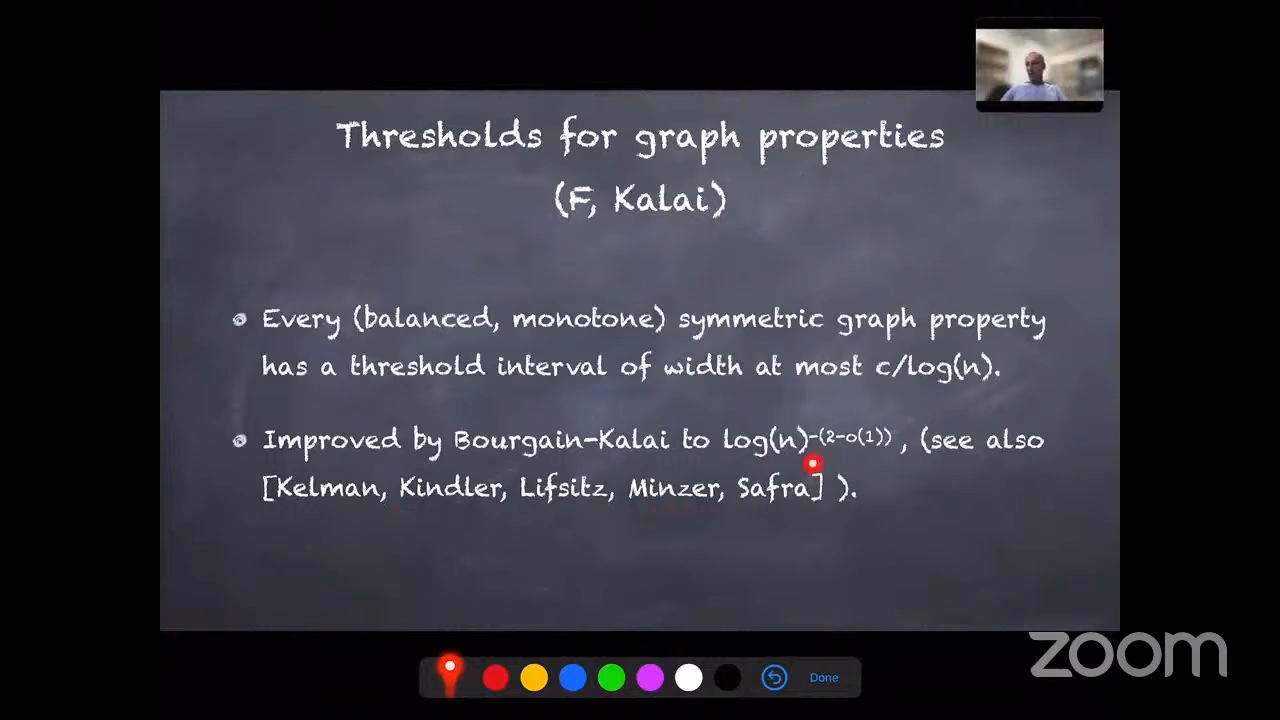 Thresholds for graph properties
(F, Kalai)
Every (balanced, monotone) symmetric graph property
has a threshold interval of width at most c/log(n).
Improved by Bourgain-Kalai to log(n)-(2-o(1)) , (see also
[Kelman, Kindler, Lifsitz, Minzer, Safra] ).
Done
zoom